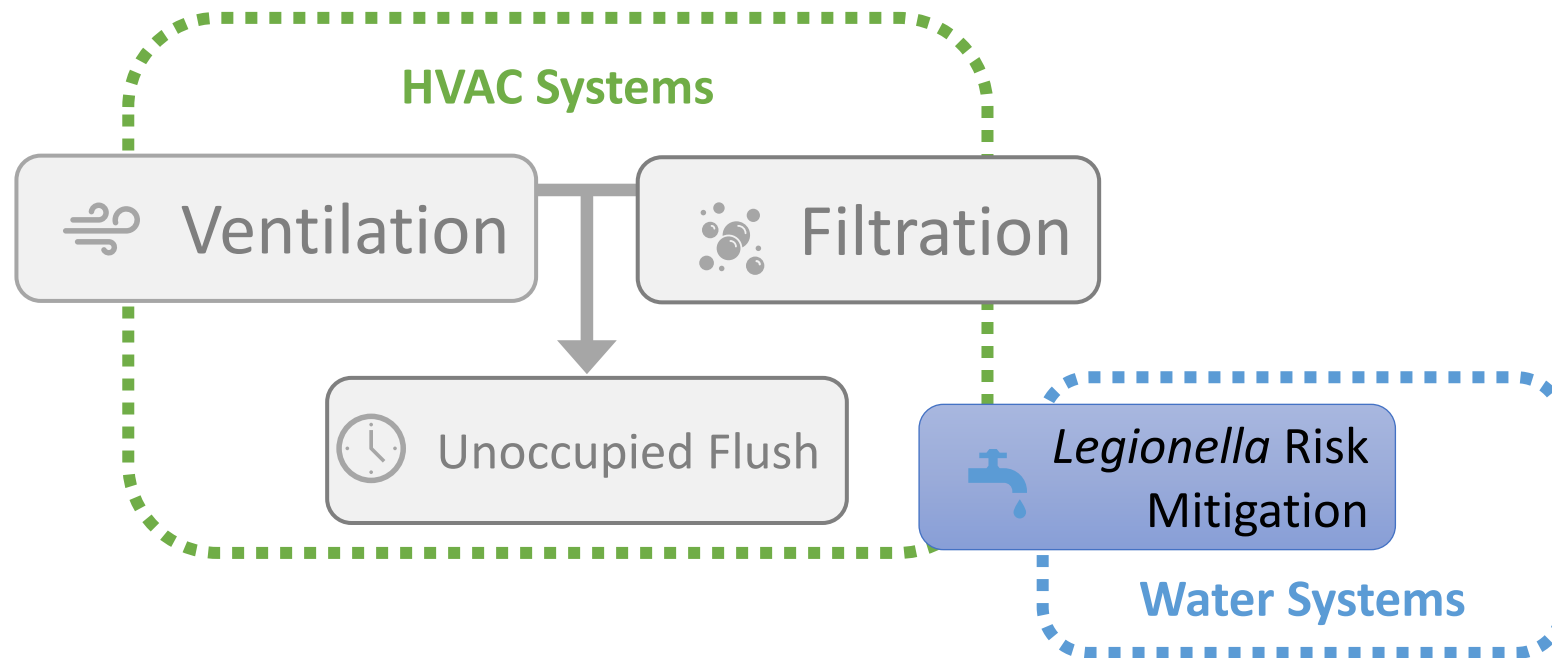 HVAC Systems
Ventilation
Filtration
Unoccupied Flush
Legionella Risk
Mitigation
Water Systems